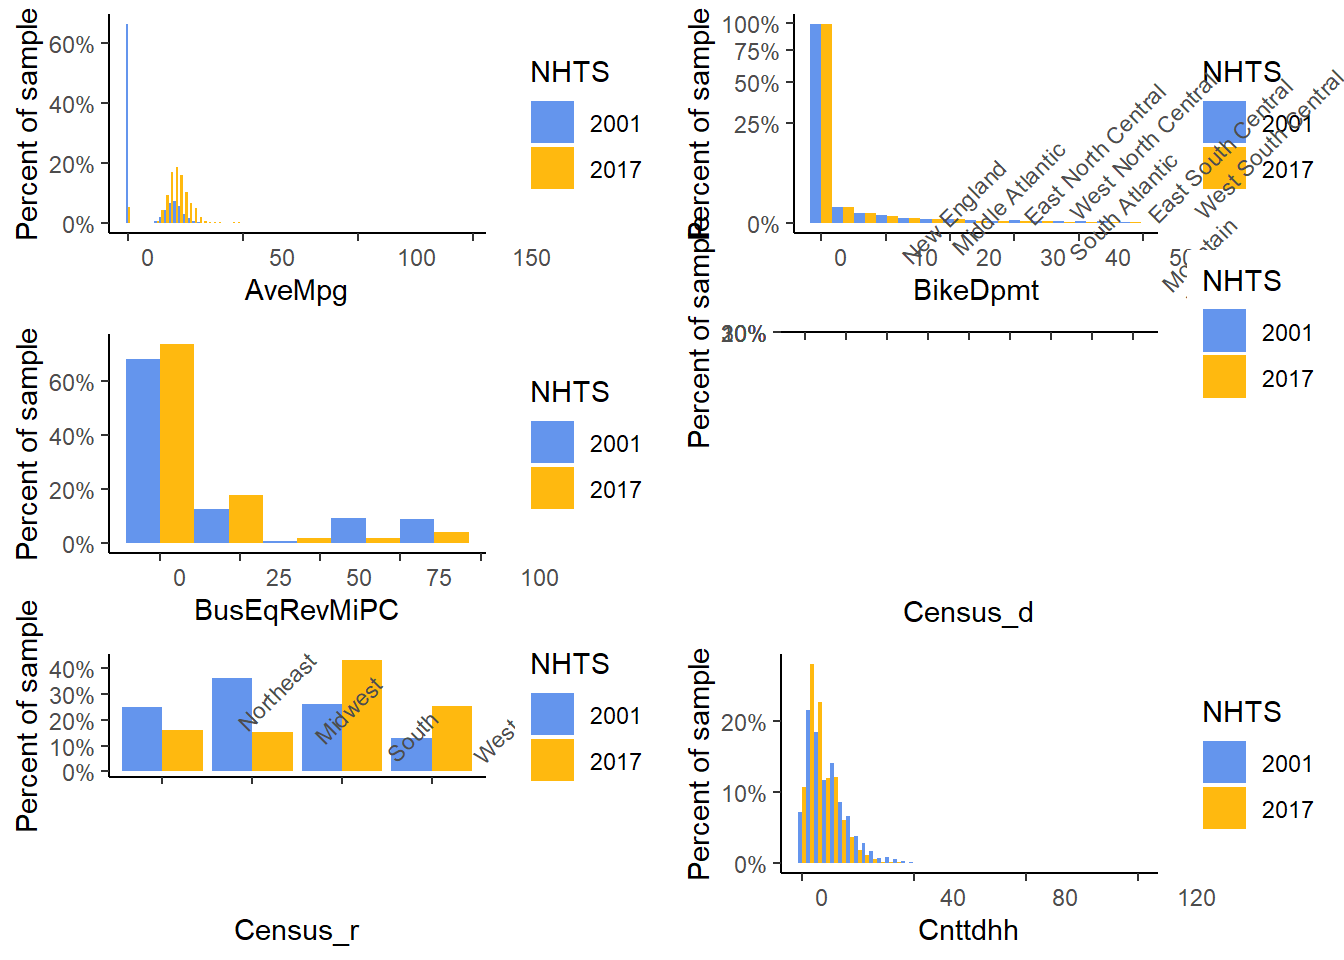 Percent of sample
60%
40%
20%
0%
0 50 100 150
AveMpg
NHTS
2001
2017
Percent of sample
100%
75%
50%
25%
0%
0 10 20 30 40
BikeDpmt
NHTS
2001
2017
Percent of sample
60%
40%
20%
0%
0 25 50 75 100
BusEqRevMiPC
NHTS
2001
2017
Percent of sample
New England
Middle Atlantic
East North Central
West North Central
South Atlantic
East South Central
West South Central
Census_d
NHTS
2001
2017
Percent of sample
40%
30%
20%
10%
0%
Northeast
Midwest
South
West
Census_r
NHTS
2001
2017
Percent of sample
20%
10%
0%
0 40 80 120
Cnttdhh
NHTS
2001
2017